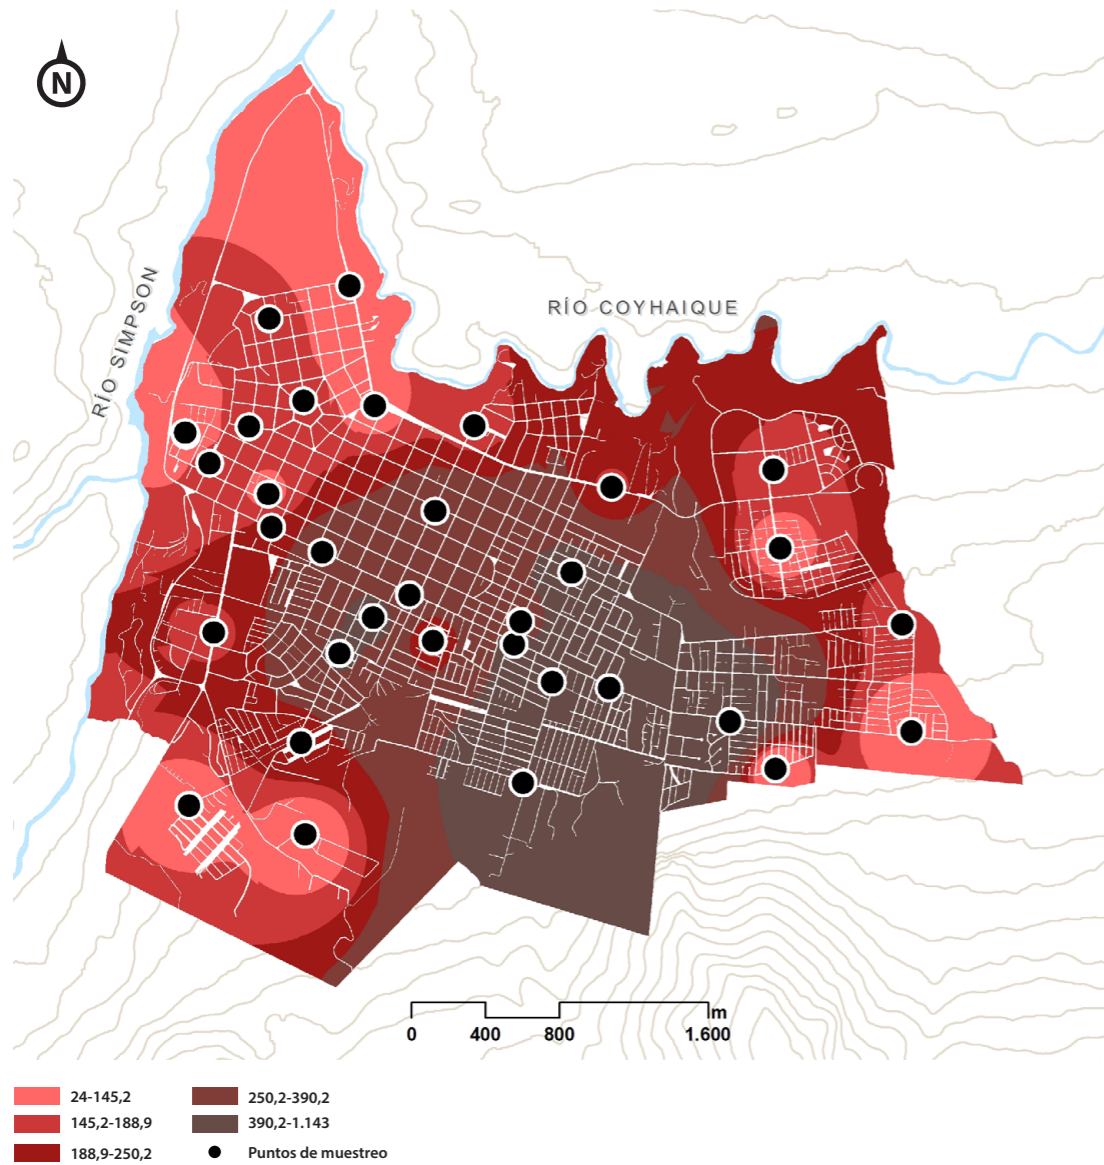 N
RÍO SIMPSON
RÍO COYHAIQUE
m
0 400 800 1.600
24-145,2
145,2-188,9
188,9-250,2
250,2-390,2
390,2-1.143
Puntos de muestreo